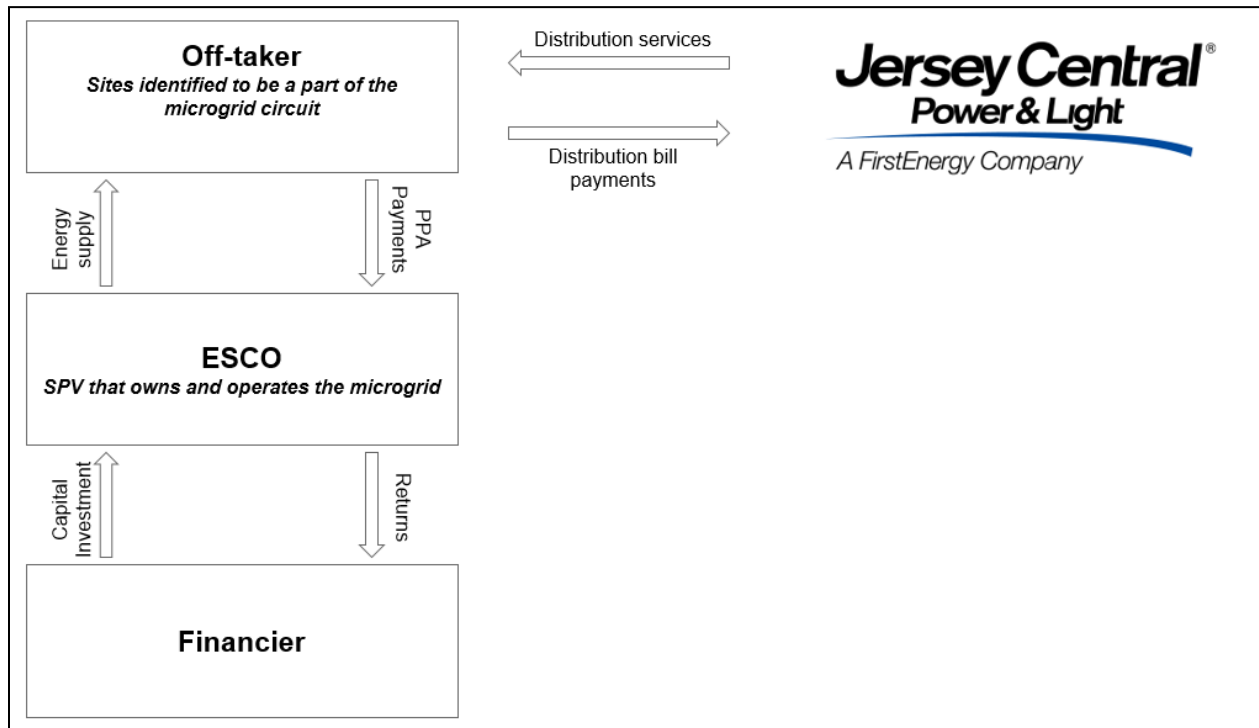 Off-taker
Sites identified to be a part of the
microgrid circuit
Distribution services
Distribution bill
payments
Jersey Central®
Power & Light
A FirstEnergy Company
Energy
supply
PPA
Payments
ESCO
SPV that owns and operates the microgrid
Capital
Investment
Returns
Financier